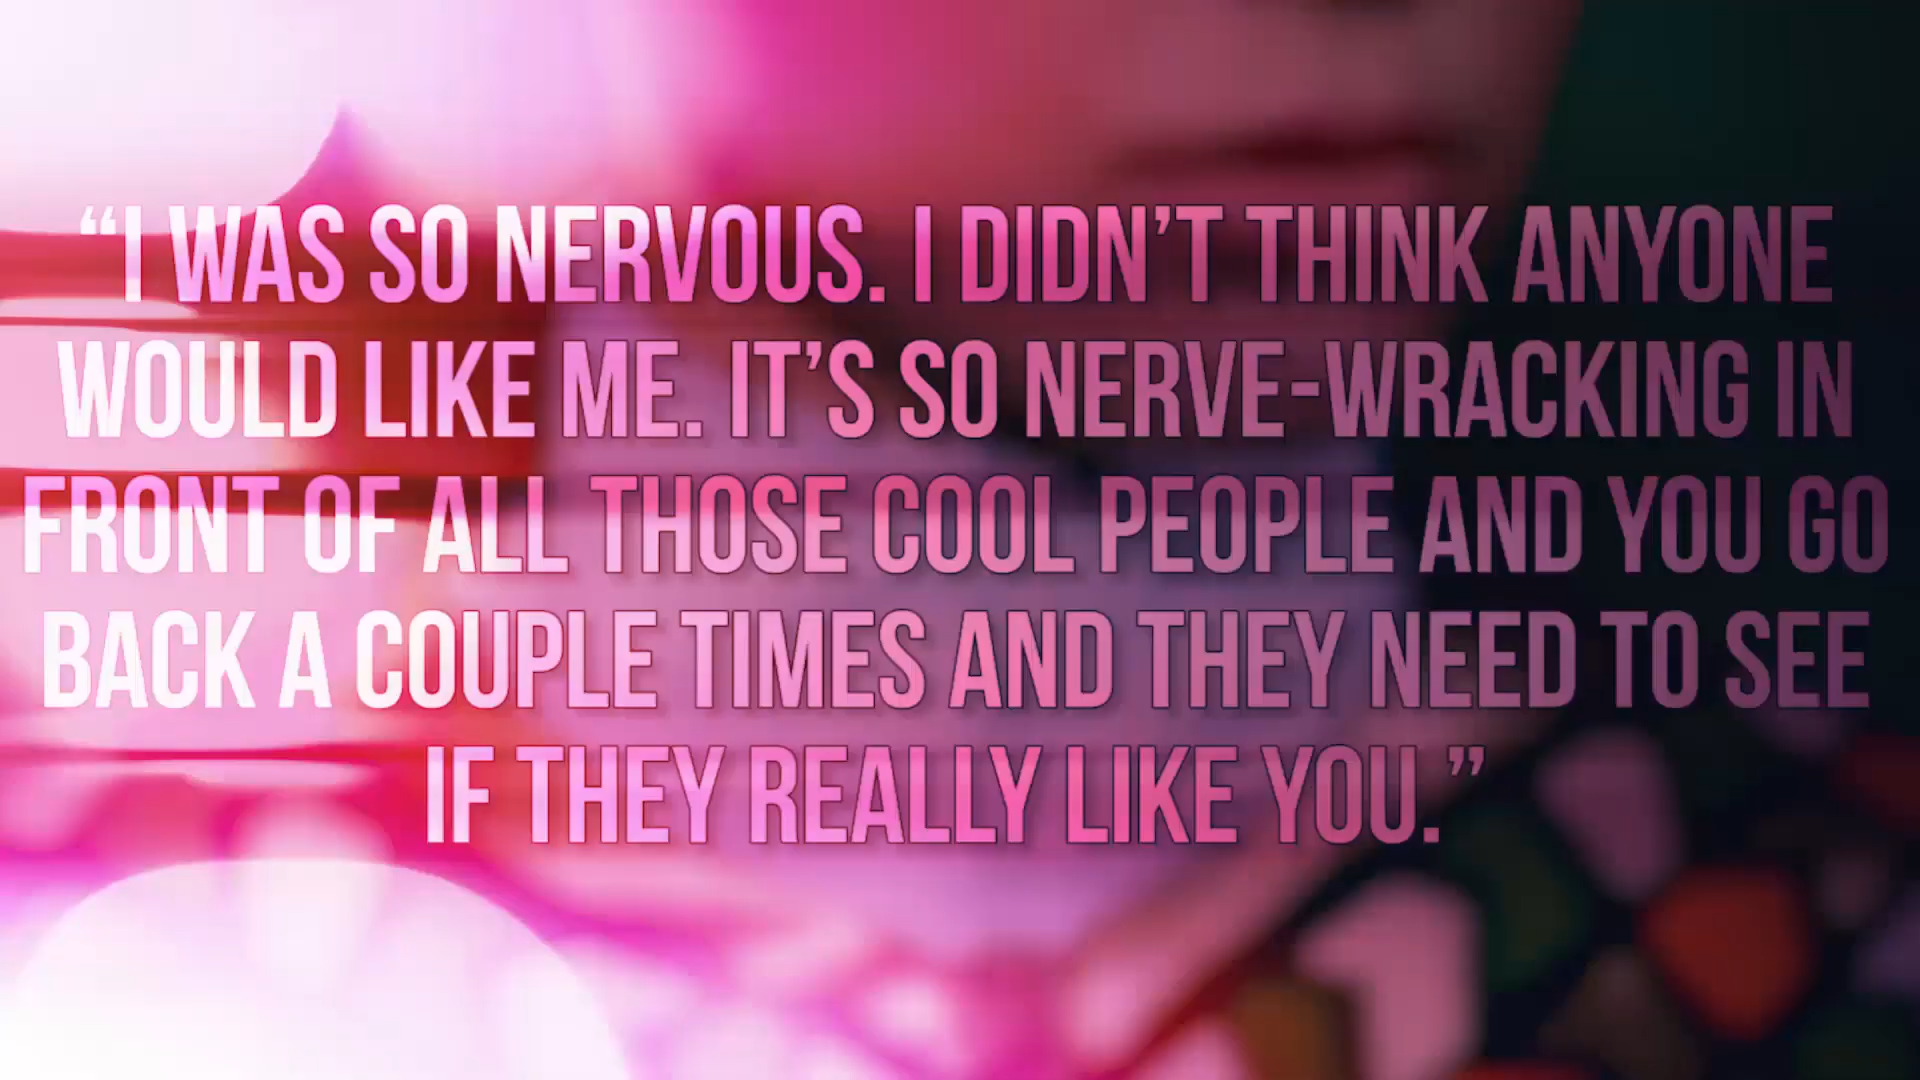 “I WAS SO NERVOUS. I DIDN’T THINK ANYONE
WOULD LIKE ME. IT’S SO NERVE-WRACKING IN
FRONT OF ALL THOSE COOL PEOPLE AND YOU GO
BACK A COUPLE TIMES AND THEY NEED TO SEE
IF THEY REALLY LIKE YOU.”